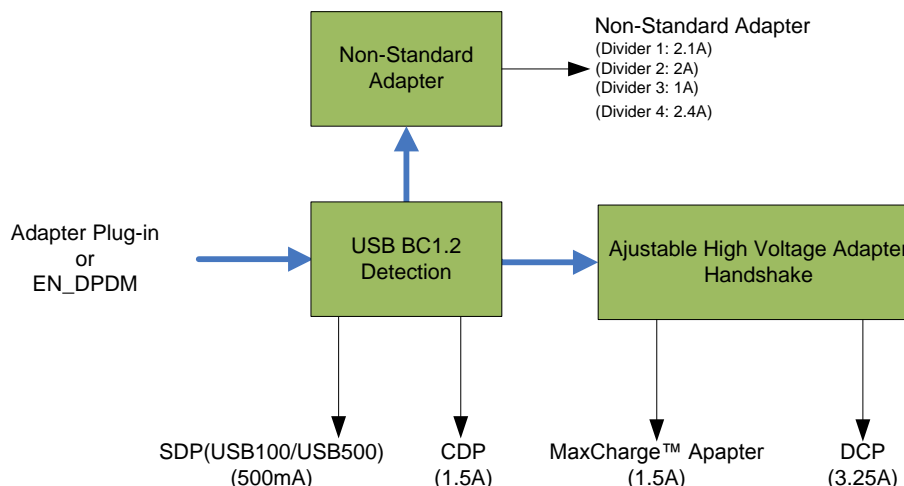 Non-Standard
Adapter
Non-Standard Adapter
(Divider 1: 2.1A)
(Divider 2: 2A)
(Divider 3: 1A)
(Divider 4: 2.4A)
Adapter Plug-in
or
EN_DPDM
USB BC1.2
Detection
Ajustable High Voltage Adapter
Handshake
SDP(USB100/USB500)
(500mA)
CDP
(1.5A)
MaxCharge™ Apapter
(1.5A)
DCP
(3.25A)